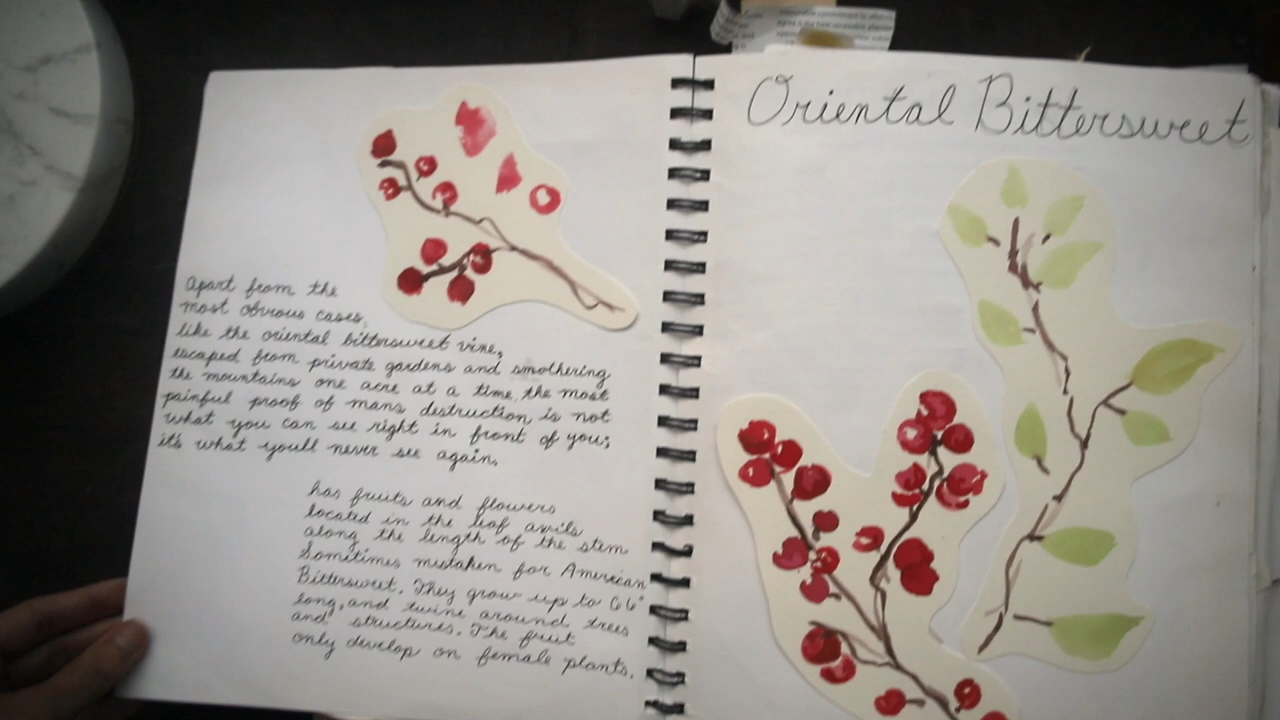 Apart from the
most obvious cases,
like the oriental bittersweet vine,
escaped from private gardens and smothering
the mountains one acre at a time, the most
painful proof of mans destruction is not
what you can see right in front of you;
it's what youll never see again.
has fruits and flowers
located in the leaf axils
along the length of the stem
Sometimes mistaken for American
Bittersweet. They grow up to 66"
long, and twine around trees
and structures. The fruit
only develop on female plants.
Oriental Bittersweet